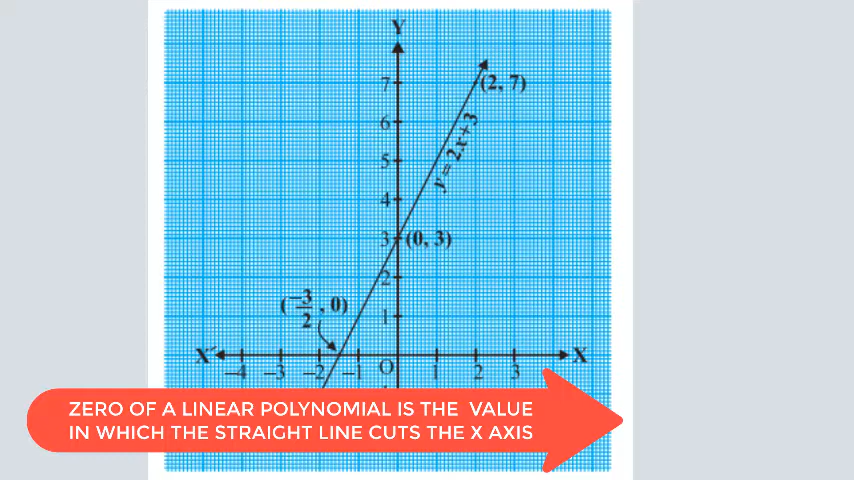 Y
7
(2, 7)
6
y = 2x+3
5
4
3
(0, 3)
2
(−3/2, 0)
1
X′
X
−4
−3
−2
−1
O
1
2
3
ZERO OF A LINEAR POLYNOMIAL IS THE VALUE
IN WHICH THE STRAIGHT LINE CUTS THE X AXIS